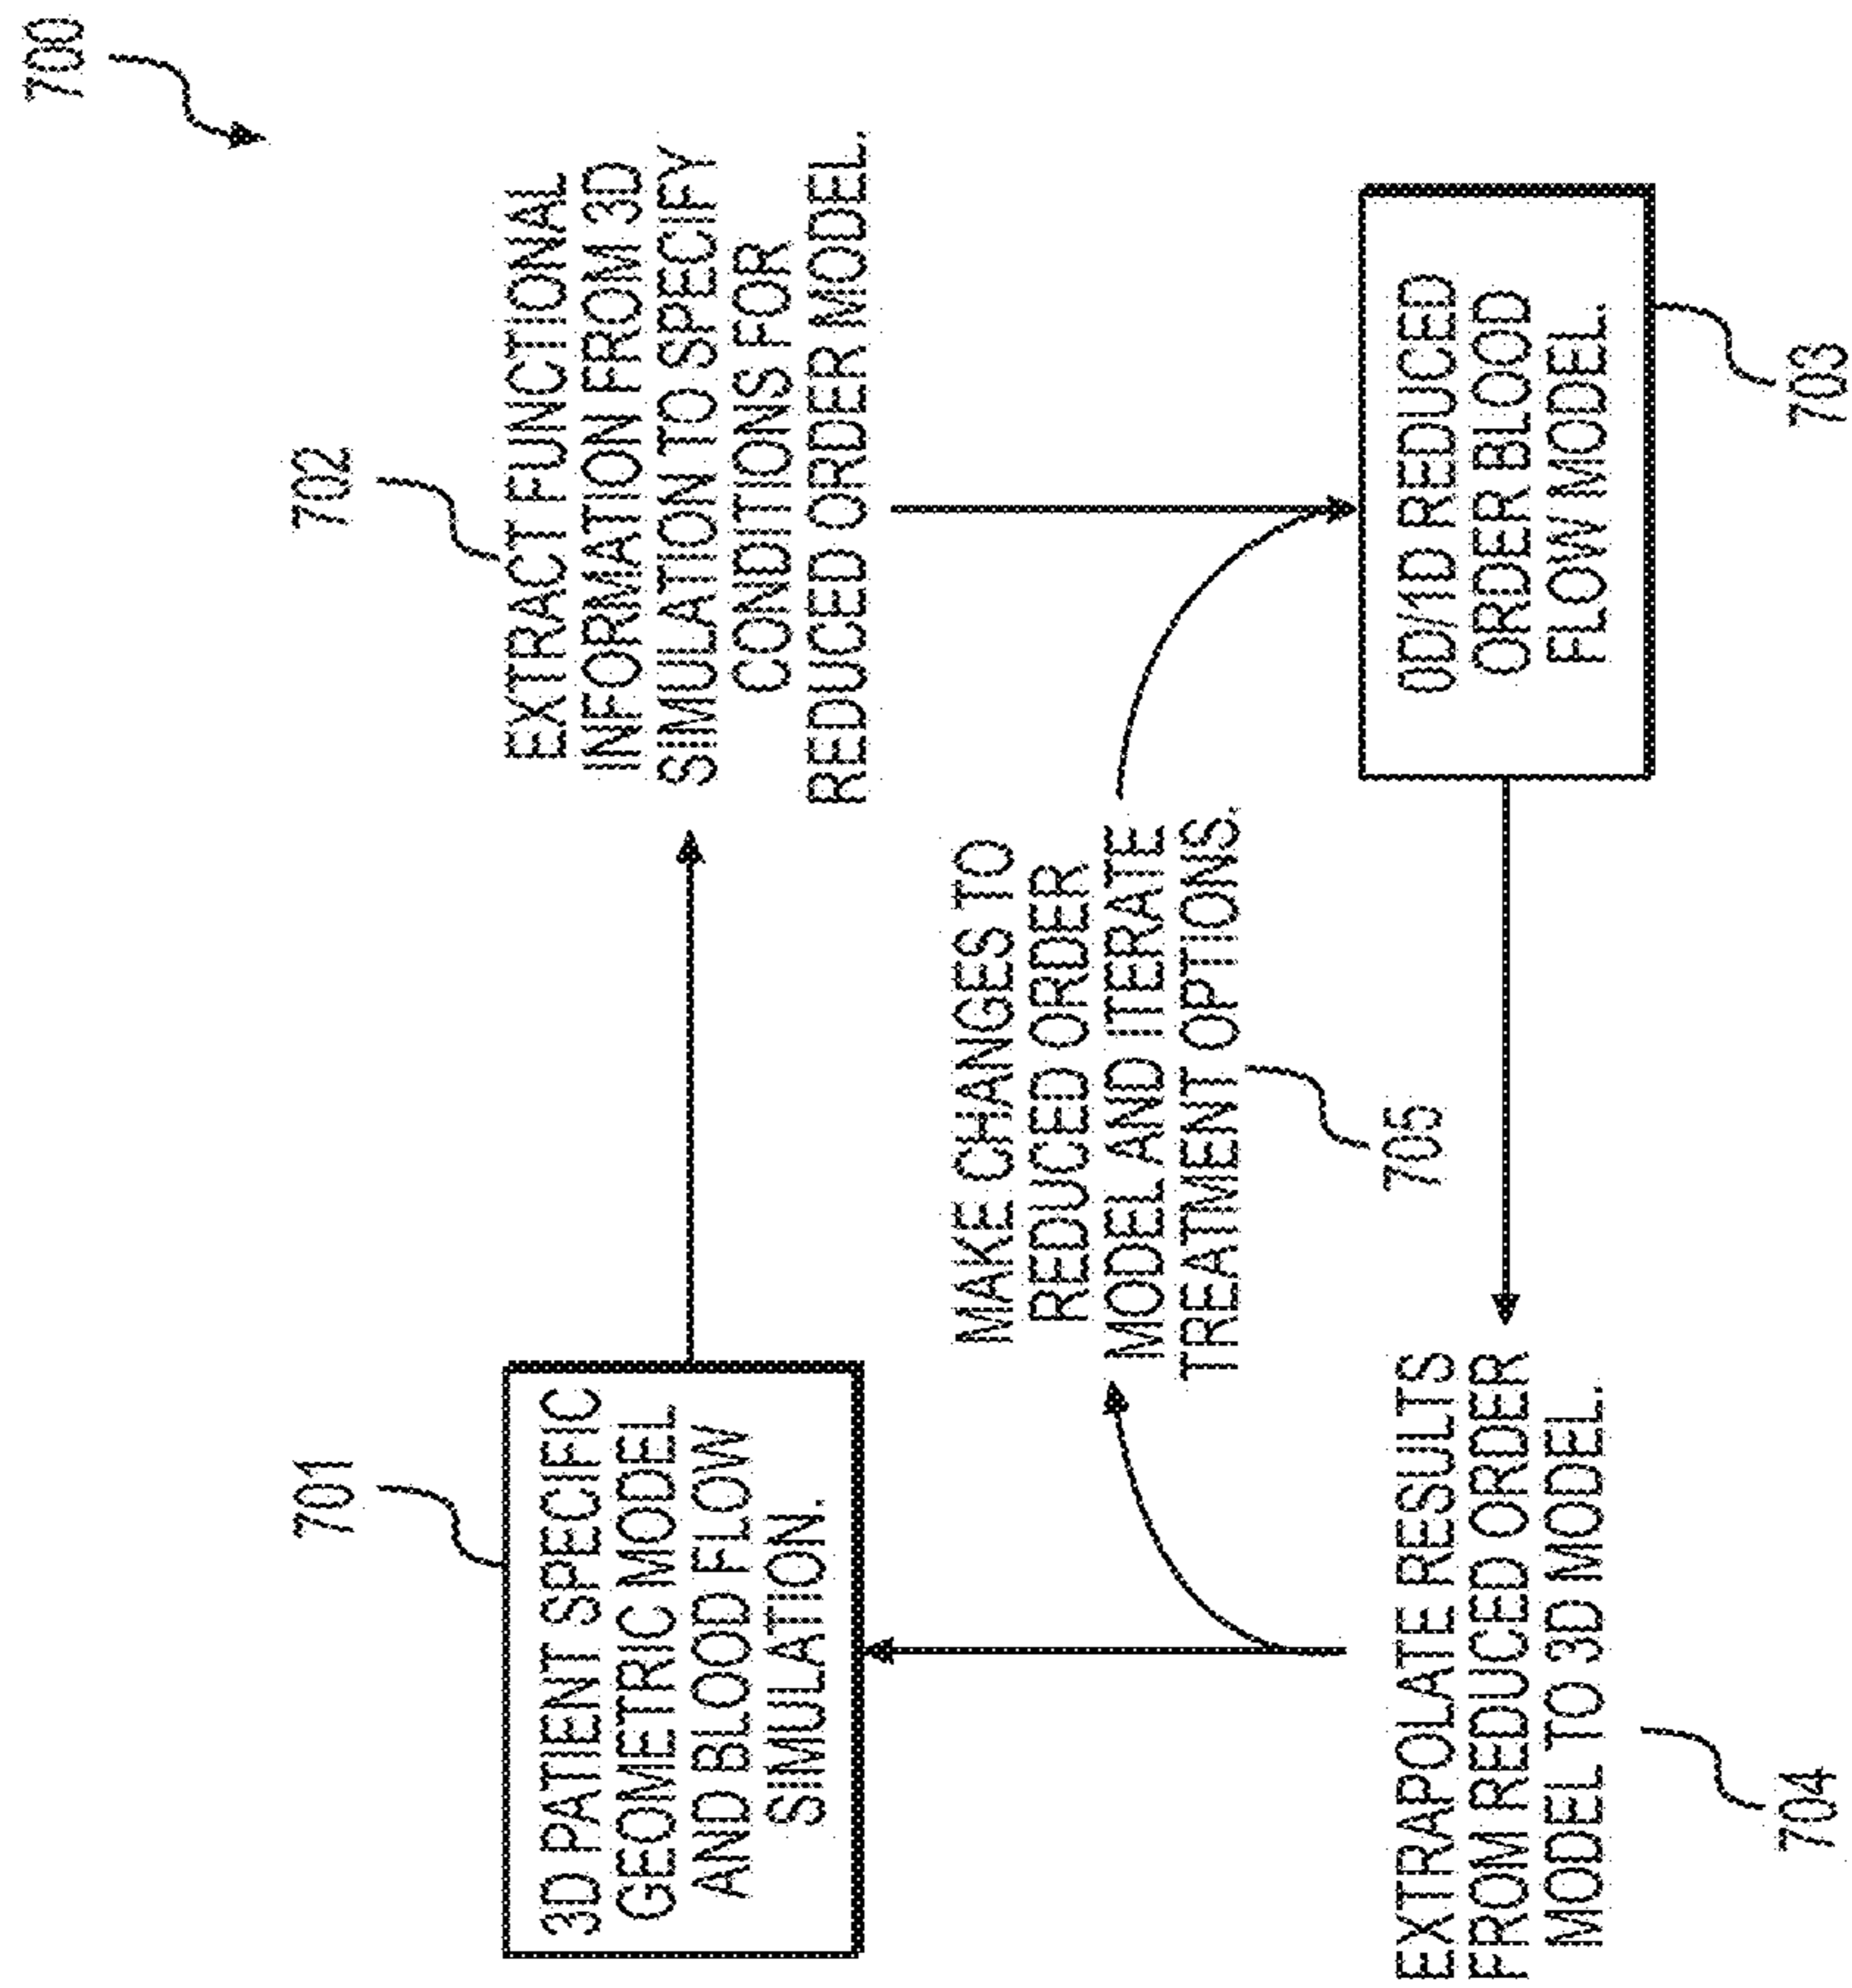 700
701
3D PATIENT SPECIFIC
GEOMETRIC MODEL
AND BLOOD FLOW
SIMULATION.
702
EXTRACT FUNCTIONAL
INFORMATION FROM 3D
SIMULATION TO SPECIFY
CONDITIONS FOR
REDUCED ORDER MODEL.
MAKE CHANGES TO
REDUCED ORDER
MODEL AND ITERATE
TREATMENT OPTIONS.
705
EXTRAPOLATE RESULTS
FROM REDUCED ORDER
MODEL TO 3D MODEL.
704
0D/1D REDUCED
ORDER BLOOD
FLOW MODEL.
703